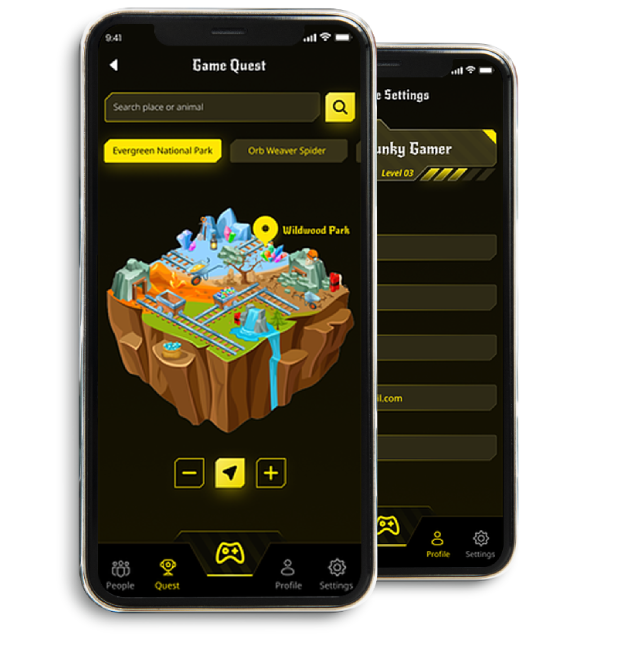 9:41
Game Quest
Search place or animal
Evergreen National Park
Orb Weaver Spider
Wildwood Park
People
Quest
Profile
Settings
e Settings
unky Gamer
Level 03
il.com
Profile
Settings